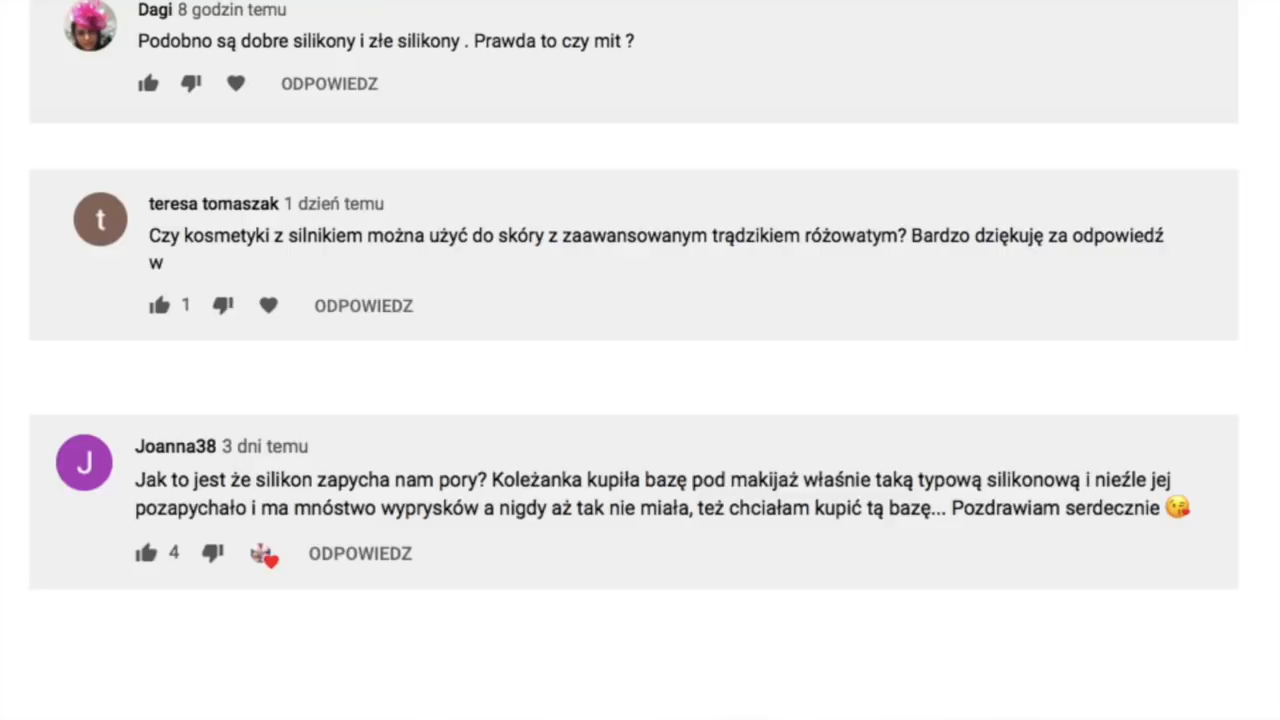 Dagi 8 godzin temu
Podobno są dobre silikony i złe silikony . Prawda to czy mit ?
ODPOWIEDZ
t
teresa tomaszak 1 dzień temu
Czy kosmetyki z silnikiem można użyć do skóry z zaawansowanym trądzikiem różowatym? Bardzo dziękuję za odpowiedź
w
1 ODPOWIEDZ
J
Joanna38 3 dni temu
Jak to jest że silikon zapycha nam pory? Koleżanka kupiła bazę pod makijaż właśnie taką typową silikonową i nieźle jej
pozapychało i ma mnóstwo wyprysków a nigdy aż tak nie miała, też chciałam kupić tą bazę... Pozdrawiam serdecznie 😘
4 ODPOWIEDZ